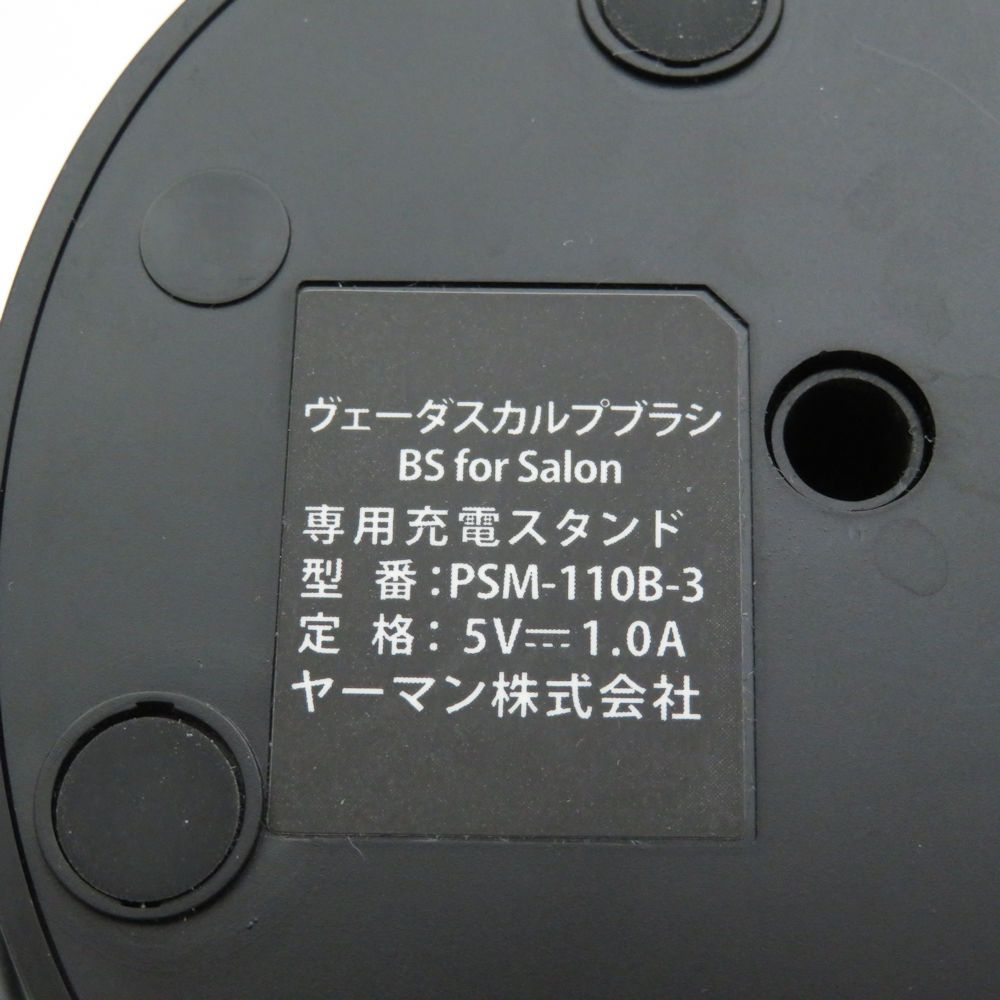 ヴェーダスカルプブラシ
BS for Salon
専用充電スタンド
型 番：PSM-110B-3
定 格：5V⎓1.0A
ヤーマン株式会社